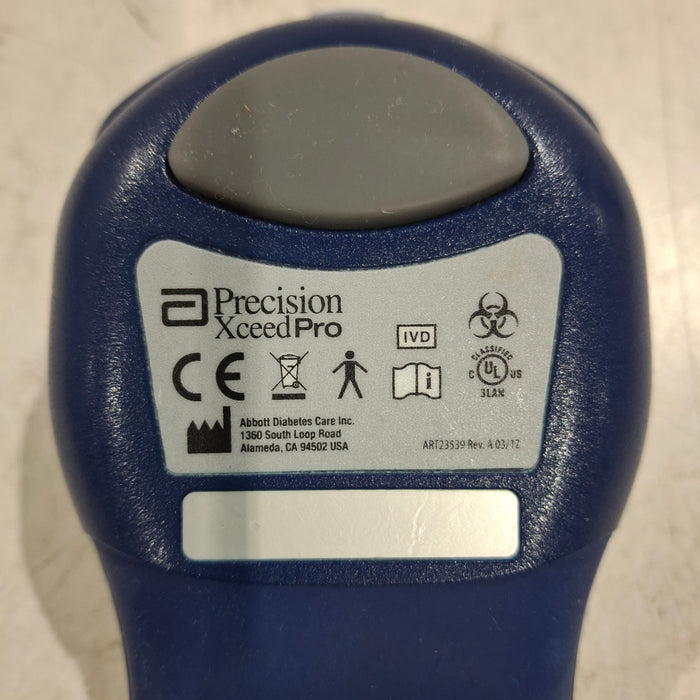 Precision
XceedPro
IVD
CE
i
CLASSIFIED
C UL US
3LAK
Abbott Diabetes Care Inc.
1360 South Loop Road
Alameda, CA 94502 USA
ART23539 Rev. A 03/12